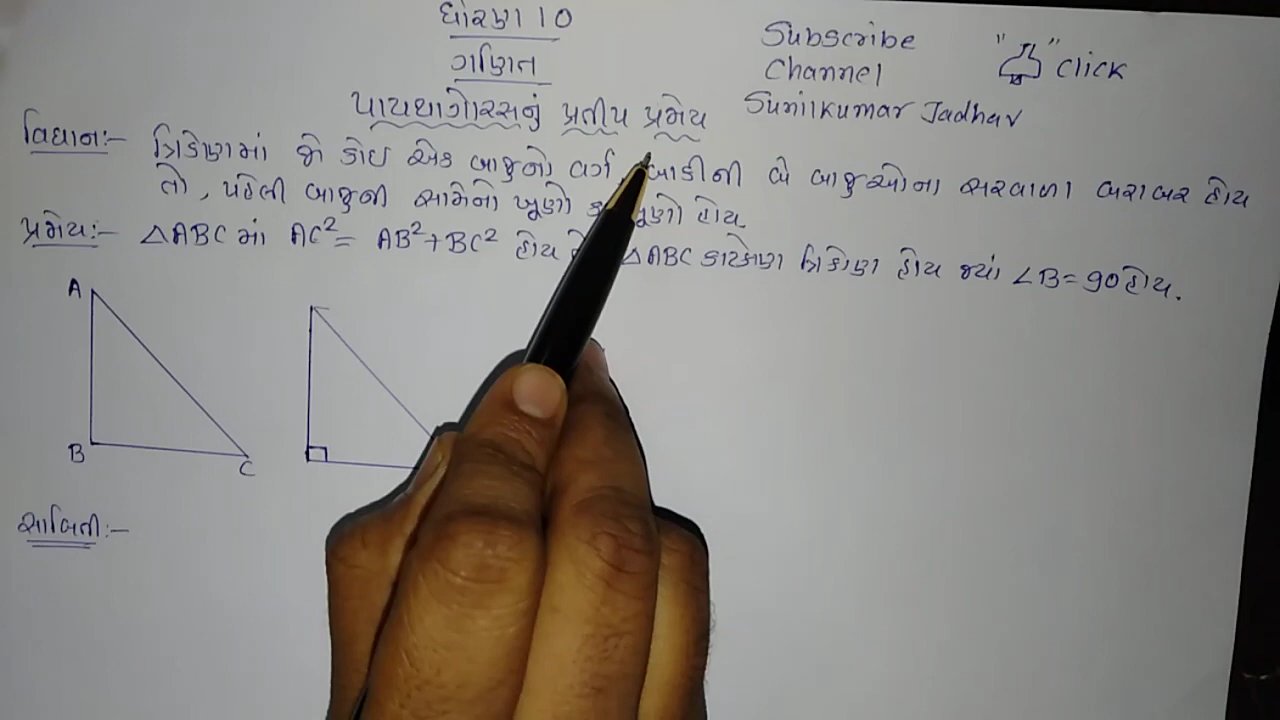 ધોરણ 10
ગણિત
પાયથાગોરસનું પ્રતીપ પ્રમેય
Subscribe
Channel
"
" click
Sunilkumar Jadhav
વિધાન:- ત્રિકોણમાં જો કોઇ એક બાજુનો વર્ગ, બાકીની બે બાજુઓના સરવાળા બરાબર હોય
તો, પહેલી બાજુની સામેનો ખૂણો હોય.
પ્રમેય:- △ABC માં AC²= AB²+BC² હોય △ABC કાટકોણ ત્રિકોણ હોય જ્યાં ∠B=90 હોય.
A
B
C
સાબિતી:-